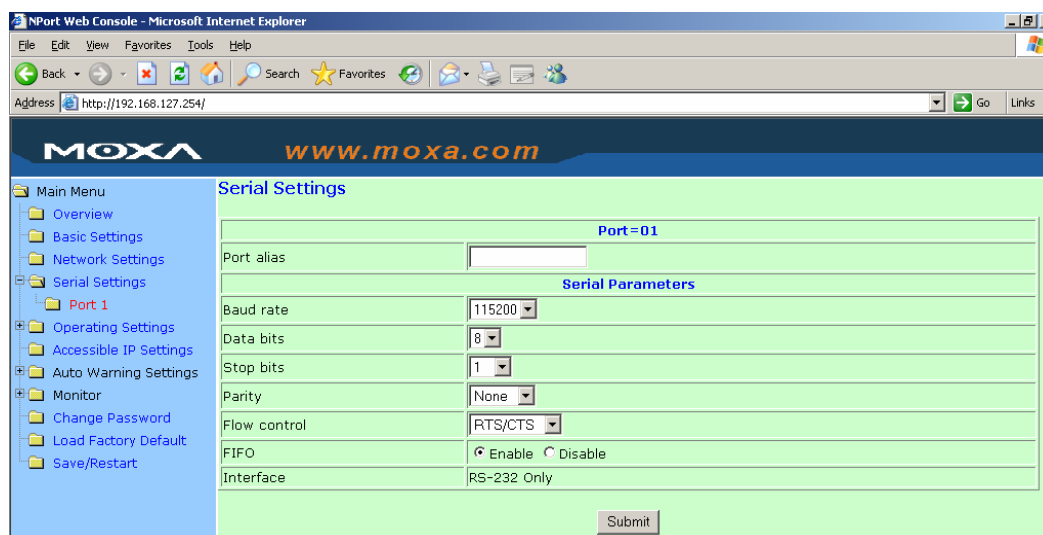 NPort Web Console - Microsoft Internet Explorer
File Edit View Favorites Tools Help
Back Search Favorites
Address http://192.168.127.254/ Go Links
MOXA www.moxa.com
Main Menu
Overview
Basic Settings
Network Settings
Serial Settings
Port 1
Operating Settings
Accessible IP Settings
Auto Warning Settings
Monitor
Change Password
Load Factory Default
Save/Restart
Serial Settings
Port=01
Port alias
Serial Parameters
Baud rate 115200
Data bits 8
Stop bits 1
Parity None
Flow control RTS/CTS
FIFO Enable Disable
Interface RS-232 Only
Submit